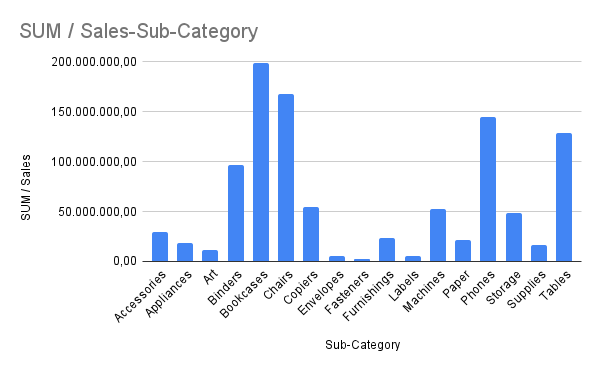 SUM / Sales-Sub-Category
SUM / Sales
200.000.000,00
150.000.000,00
100.000.000,00
50.000.000,00
0,00
Accessories
Appliances
Art
Binders
Bookcases
Chairs
Copiers
Envelopes
Fasteners
Furnishings
Labels
Machines
Paper
Phones
Storage
Supplies
Tables
Sub-Category